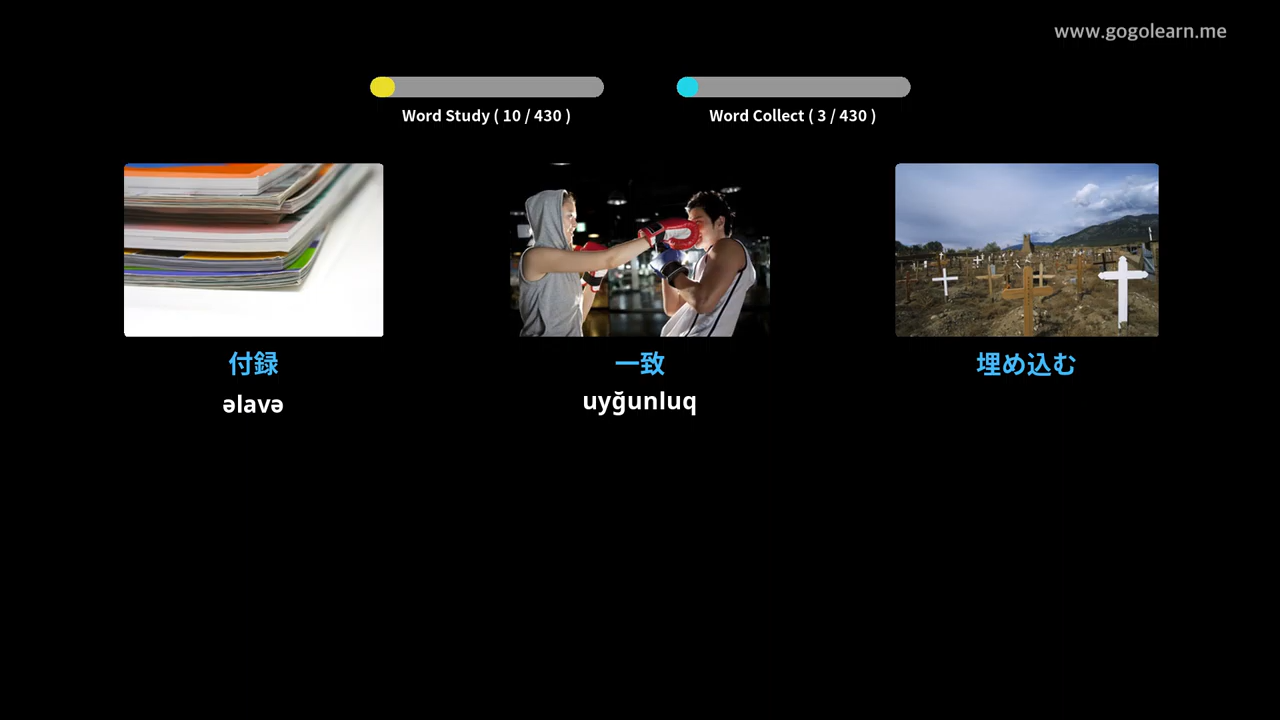 www.gogolearn.me
Word Study ( 10 / 430 )
Word Collect ( 3 / 430 )
付録
一致
埋め込む
əlavə
uyğunluq